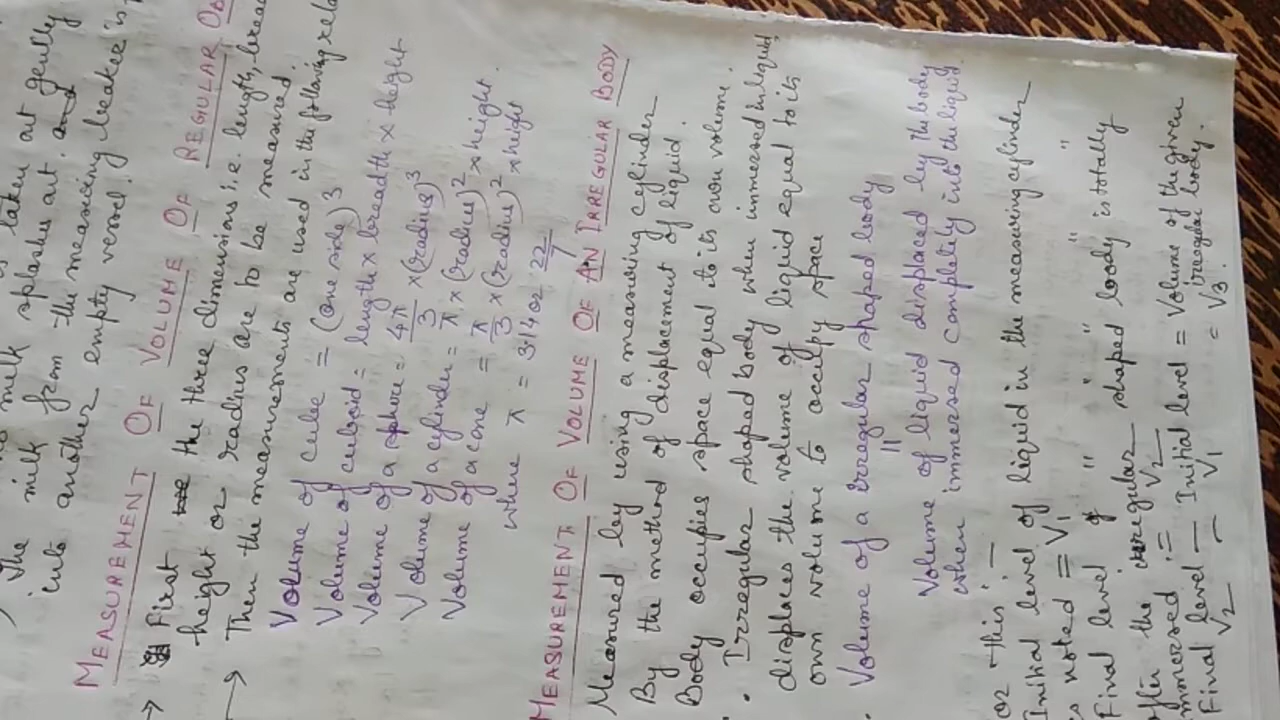 The milk is taken out gently
milk splashes out and
into from the measuring beaker is
another empty vessel.
MEASUREMENT OF VOLUME OF REGULAR
→ First the three dimensions i.e. length, bread
height or radius are to be measured.
→ Then the measurements are used in the following rela
Volume of cube = (one side)³
Volume of cuboid = length x breadth x height
Volume of a sphere = 4π/3 x (radius)³
Volume of a cylinder = π x (radius)² x height.
Volume of a cone = π/3 x (radius)² x height
where π = 3.14 or 22/7
MEASUREMENT OF VOLUME OF AN IRREGULAR BODY
Measured by using a measuring cylinder
By the method of displacement of liquid.
Body occupies space equal to its own volume.
• Irregular shaped body when immersed in liquid,
displaces the volume of liquid equal to its
own volume to occulpy space
• Volume of a irregular shaped body
=
Volume of liquid displaced by the body
when immersed completely into the liquid.
or this :—
Initial level of liquid in the measuring cylinder
is noted = V1
Final level of " " " "
after the irregular shaped body is totally
immersed := V2
Final level — Initial level = Volume of the given
irregular body.
V2 — V1 = V3.